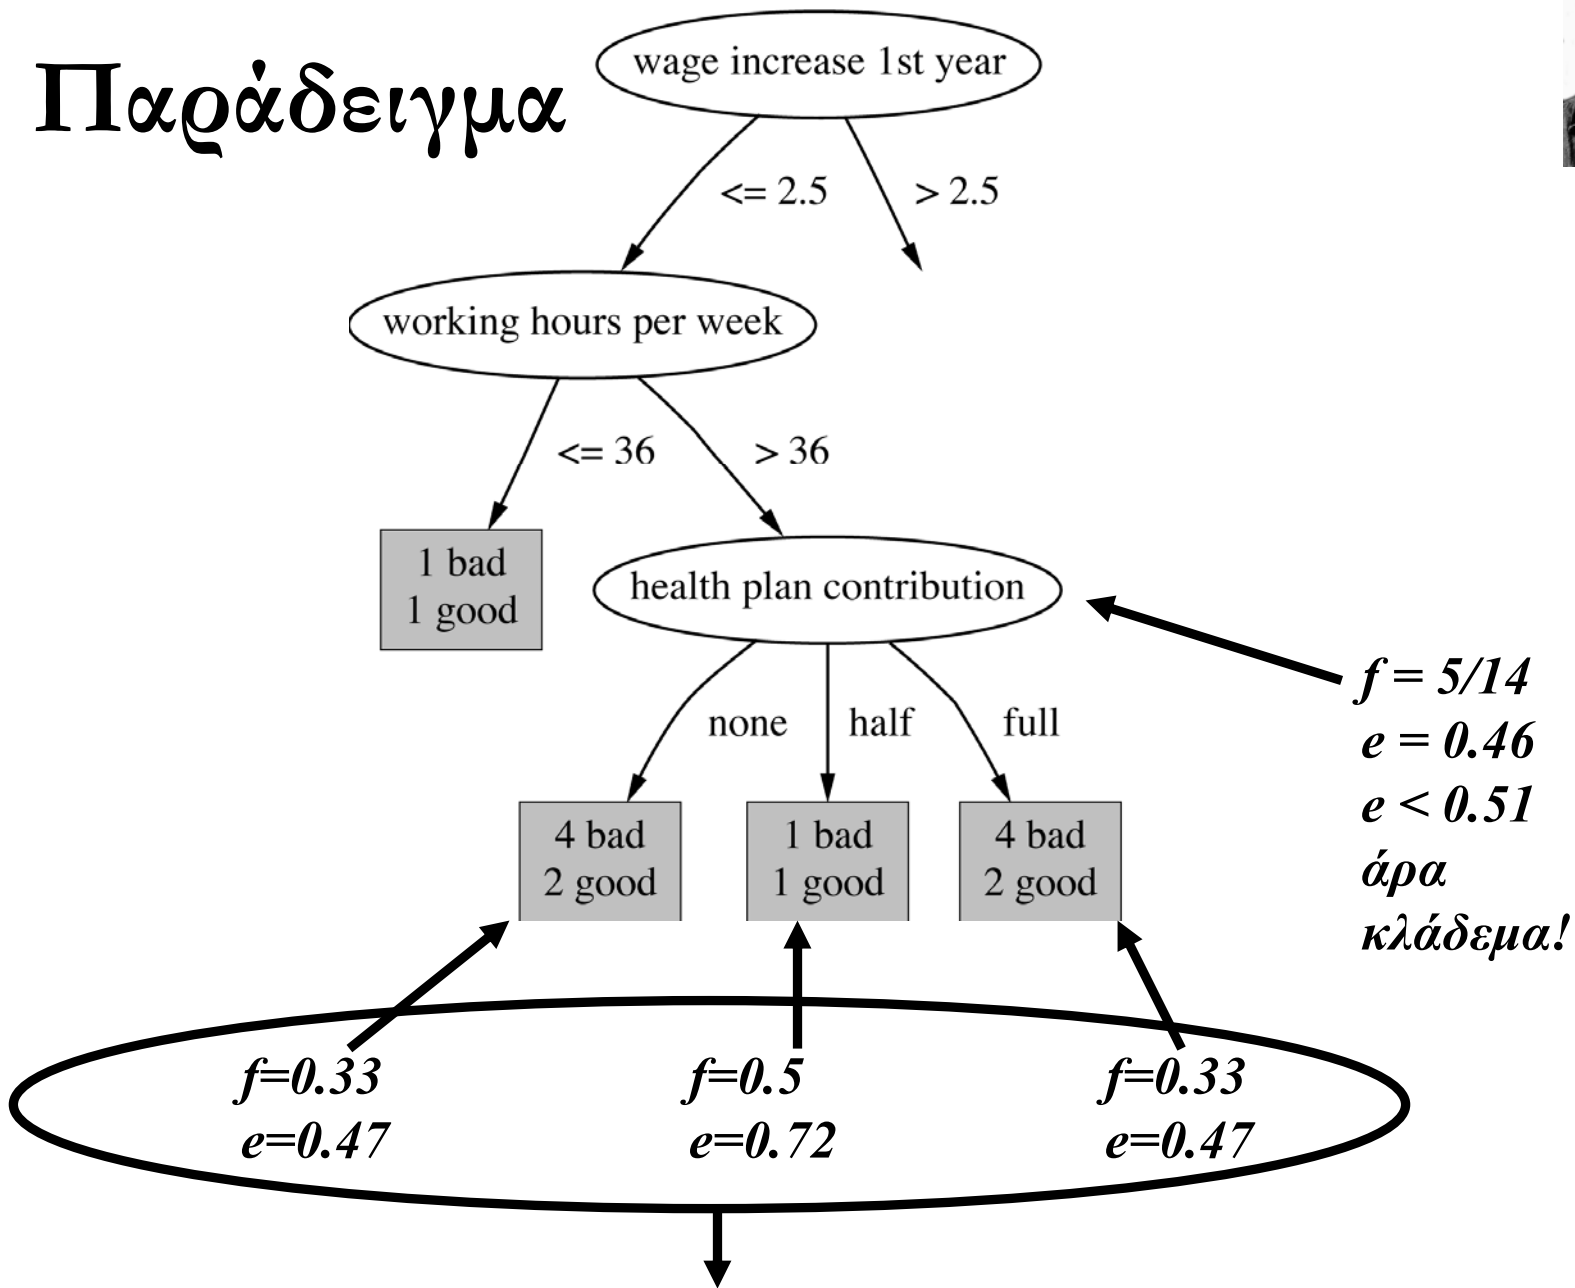 Παράδειγμα
wage increase 1st year
<= 2.5
> 2.5
working hours per week
<= 36
> 36
1 bad
1 good
health plan contribution
none
half
full
4 bad
2 good
1 bad
1 good
4 bad
2 good
f = 5/14
e = 0.46
e < 0.51
άρα
κλάδεμα!
f=0.33
e=0.47
f=0.5
e=0.72
f=0.33
e=0.47